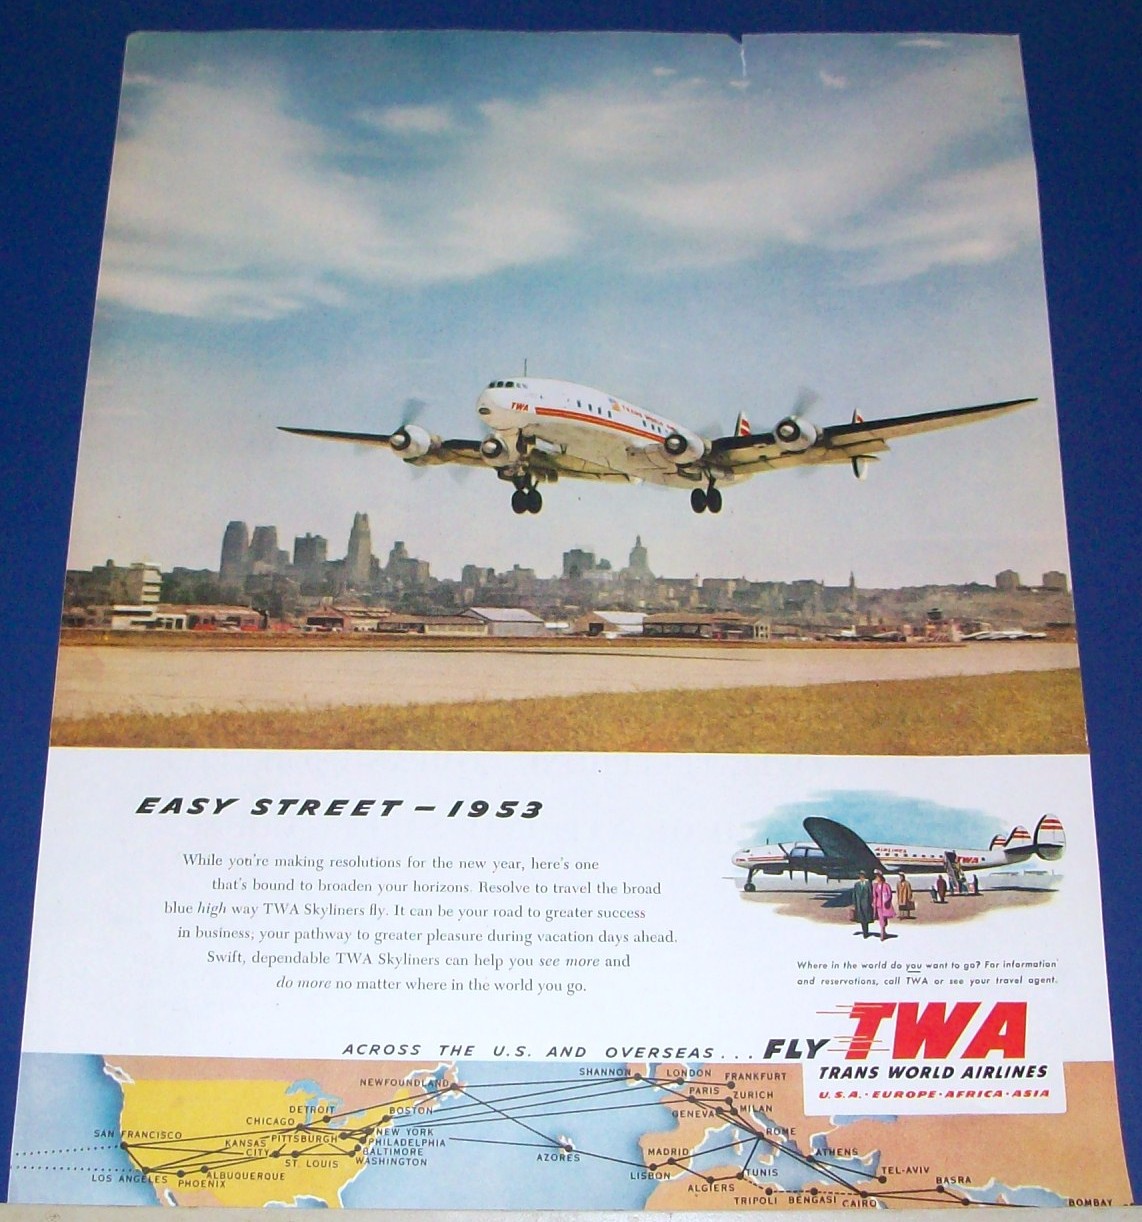 TWA
EASY STREET — 1953
While you're making resolutions for the new year, here's one
that's bound to broaden your horizons. Resolve to travel the broad
blue high way TWA Skyliners fly. It can be your road to greater success
in business; your pathway to greater pleasure during vacation days ahead.
Swift, dependable TWA Skyliners can help you see more and
do more no matter where in the world you go.
TWA
Where in the world do you want to go? For information
and reservations, call TWA or see your travel agent.
ACROSS THE U.S. AND OVERSEAS... FLY TWA
TRANS WORLD AIRLINES
U.S.A. · EUROPE · AFRICA · ASIA
NEWFOUNDLAND
SHANNON
LONDON
FRANKFURT
PARIS
ZURICH
DETROIT
BOSTON
GENEVA
MILAN
CHICAGO
SAN FRANCISCO
KANSAS CITY
PITTSBURGH
NEW YORK
PHILADELPHIA
BALTIMORE
WASHINGTON
ST. LOUIS
AZORES
ROME
MADRID
ATHENS
LOS ANGELES
PHOENIX
ALBUQUERQUE
LISBON
ALGIERS
TUNIS
TEL-AVIV
BASRA
TRIPOLI
BENGASI
CAIRO
BOMBAY